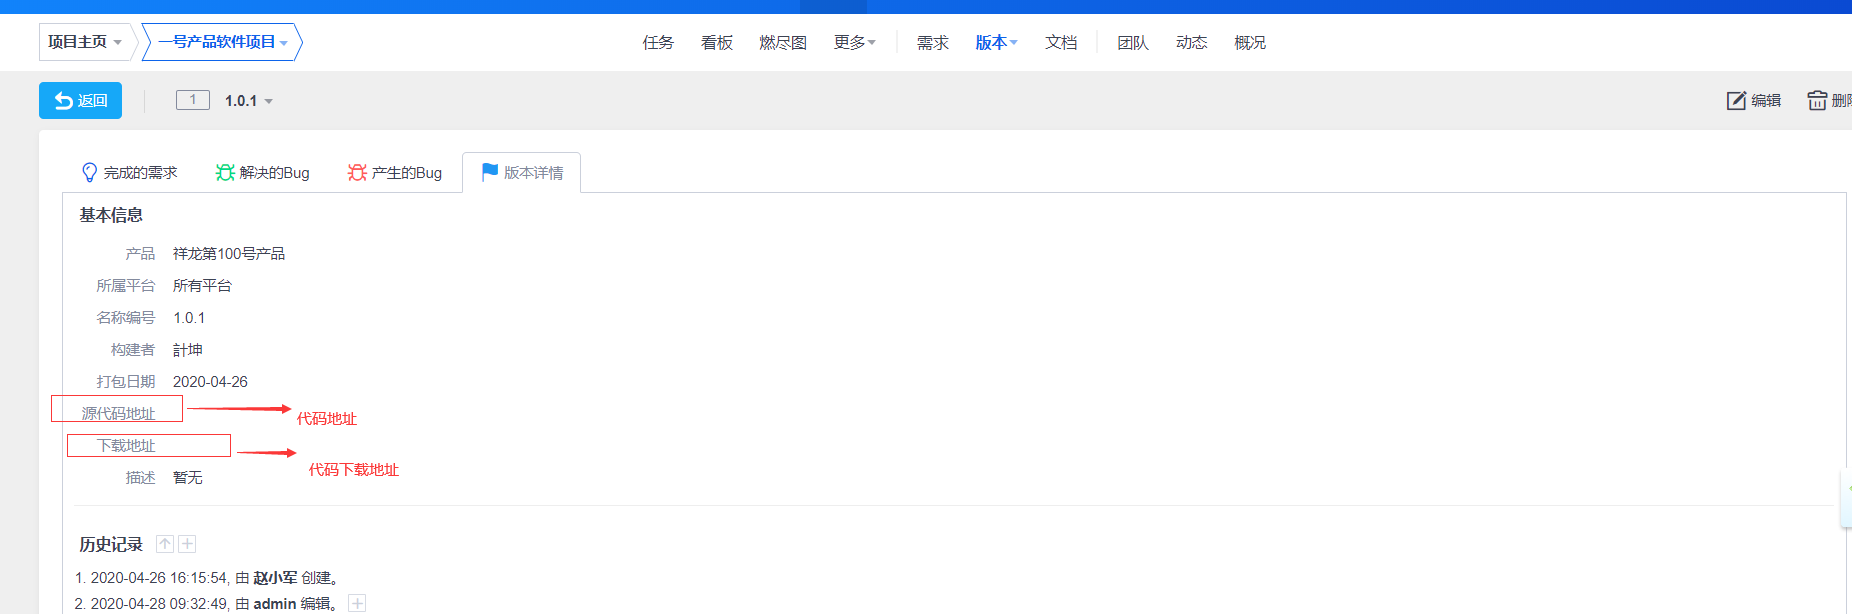 项目主页 一号产品软件项目 任务 看板 燃尽图 更多 需求 版本 文档 团队 动态 概况
返回 1 1.0.1 编辑
完成的需求 解决的Bug 产生的Bug 版本详情
基本信息
产品 祥龙第100号产品
所属平台 所有平台
名称编号 1.0.1
构建者 計坤
打包日期 2020-04-26
源代码地址 代码地址
下载地址
代码下载地址
描述 暂无
历史记录
1. 2020-04-26 16:15:54, 由 赵小军 创建。
2. 2020-04-28 09:32:49, 由 admin 编辑。